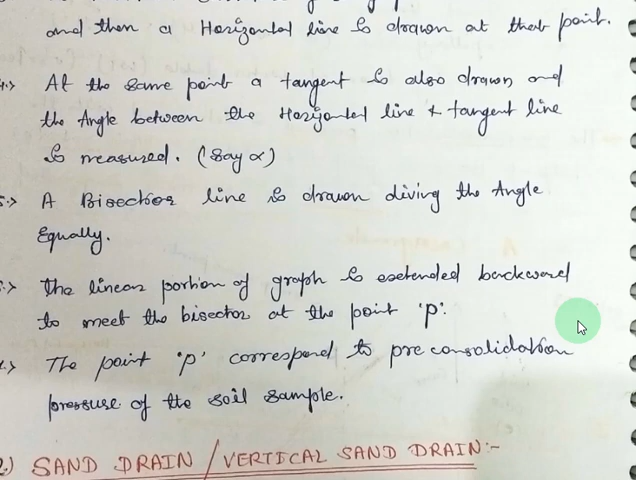 and then a Horizontal line is drawn at that point.
4.> At the same point a tangent is also drawn and
the Angle between the Horizontal line & tangent line
is measured. (Say α)
5.> A Bisector line is drawn diving the Angle
Equally.
.> the linear portion of graph is extended backward
to meet the bisector at the point 'p'.
.> The point 'p' correspond to pre consolidation
pressure of the soil sample.
2.) SAND DRAIN / VERTICAL SAND DRAIN:-